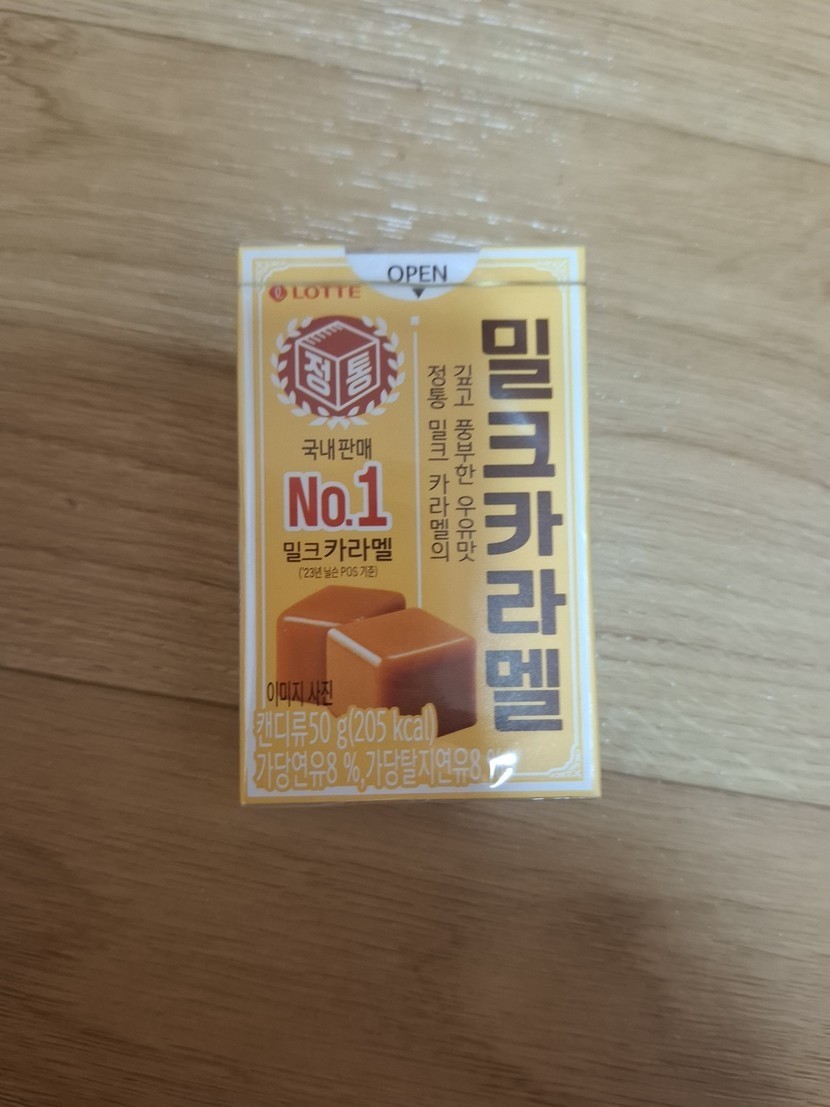 OPEN
LOTTE
정통
국내 판매
No.1
밀크카라멜
('23년 닐슨 POS 기준)
깊고 풍부한 우유맛
정통 밀크 카라멜의
밀크카라멜
이미지 사진
캔디류50 g(205 kcal)
가당연유8 %,가당탈지연유8 %